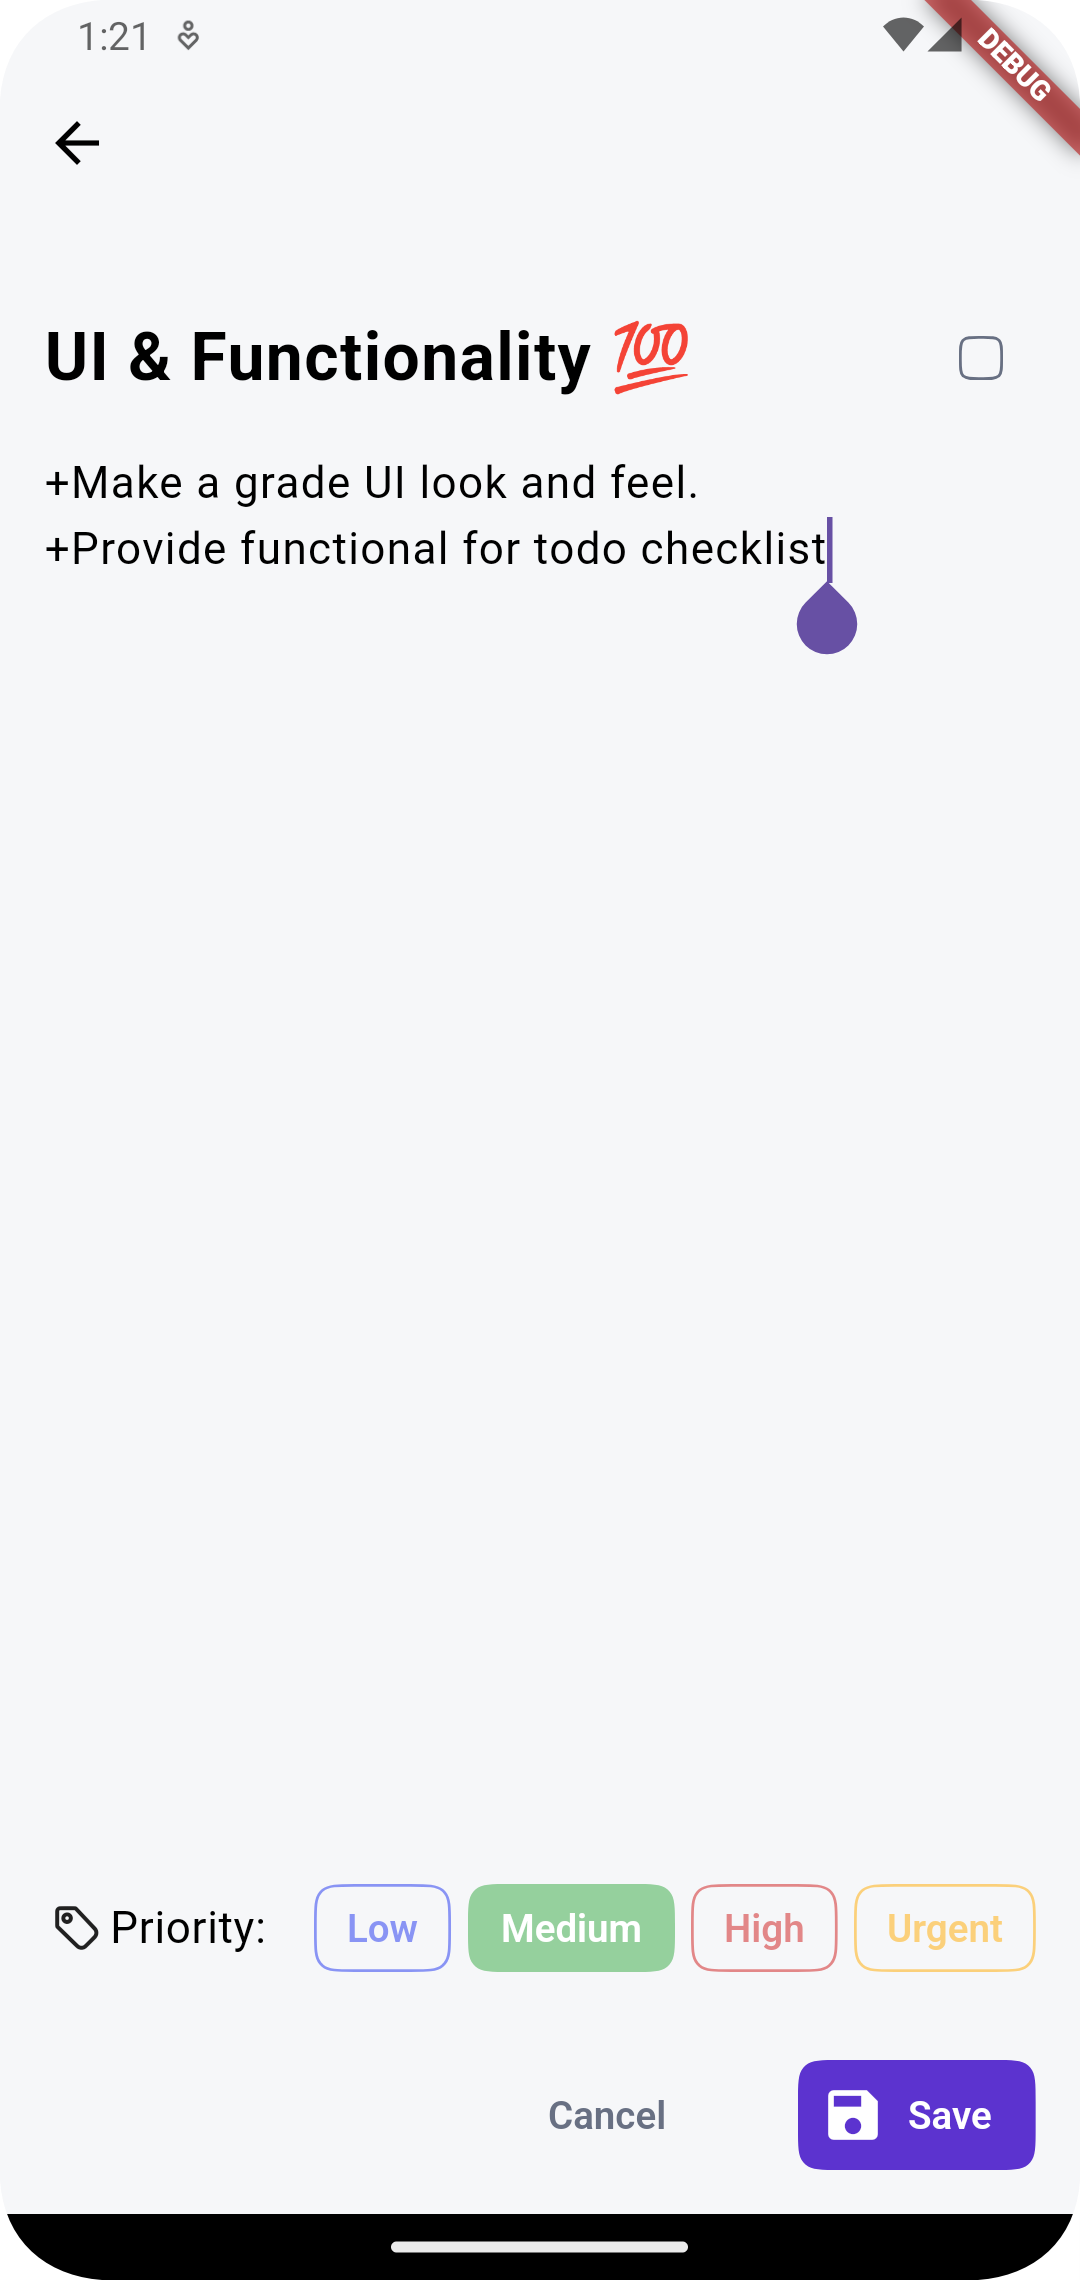 1:21
DEBUG
UI & Functionality 💯
+Make a grade UI look and feel.
+Provide functional for todo checklist
Priority: Low Medium High Urgent
Cancel Save